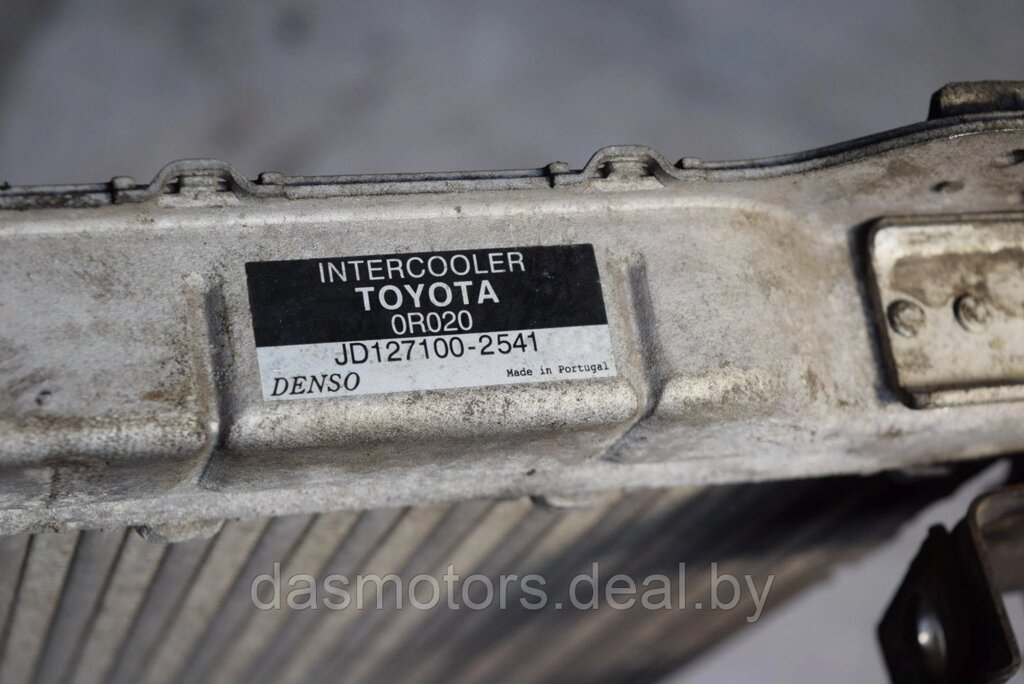 INTERCOOLER
TOYOTA
0R020
JD127100-2541
DENSO Made in Portugal
dasmotors.deal.by